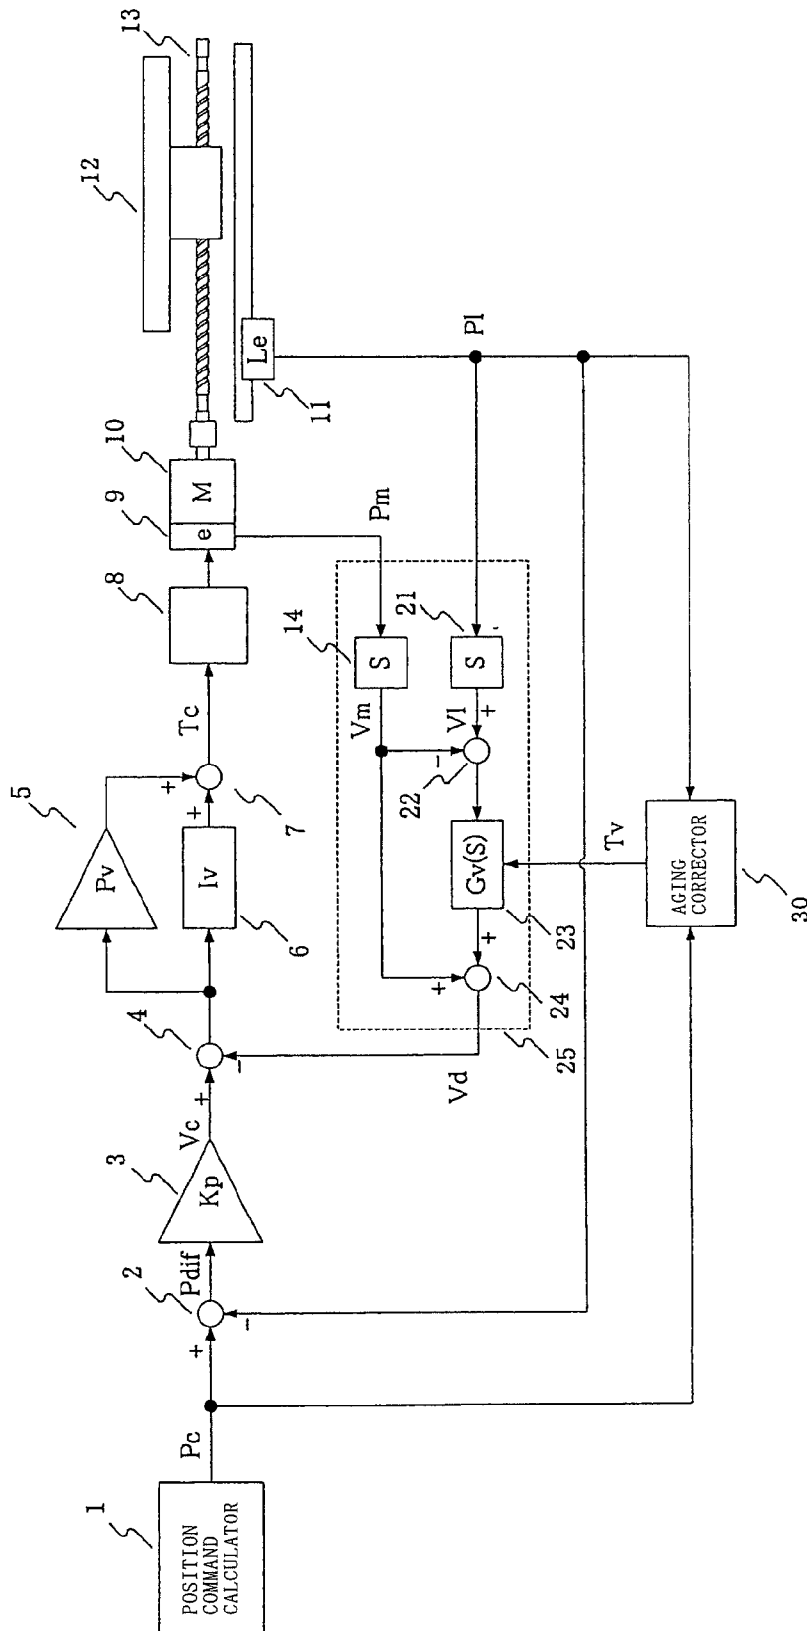 1
POSITION
COMMAND
CALCULATOR
Pc
+
-
2
Pdif
3
Kp
Vc
+
-
4
5
Pv
6
Iv
+
+
7
Tc
8
9
e
10
M
12
13
Le
11
Pm
Pl
14
S
Vm
21
S
Vl
+
-
22
Gv(S)
23
+
+
24
25
Vd
Tv
AGING
CORRECTOR
30